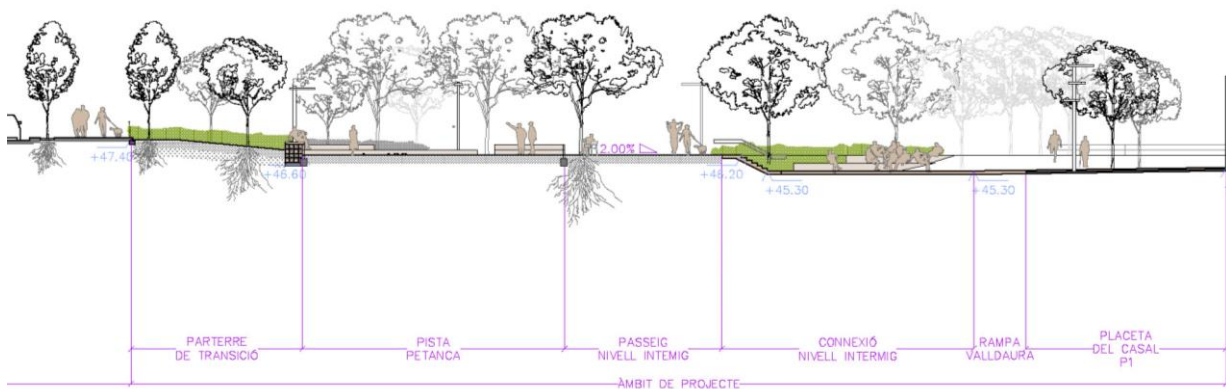 2.00%
+47.40
+46.60
+46.20
+45.30
+45.30
PARTERRE
DE TRANSICIÓ
PISTA
PETANCA
PASSEIG
NIVELL INTEMIG
CONNEXIÓ
NIVELL INTERMIG
RAMPA
VALLDAURA
PLACETA
DEL CASAL
P1
ÀMBIT DE PROJECTE